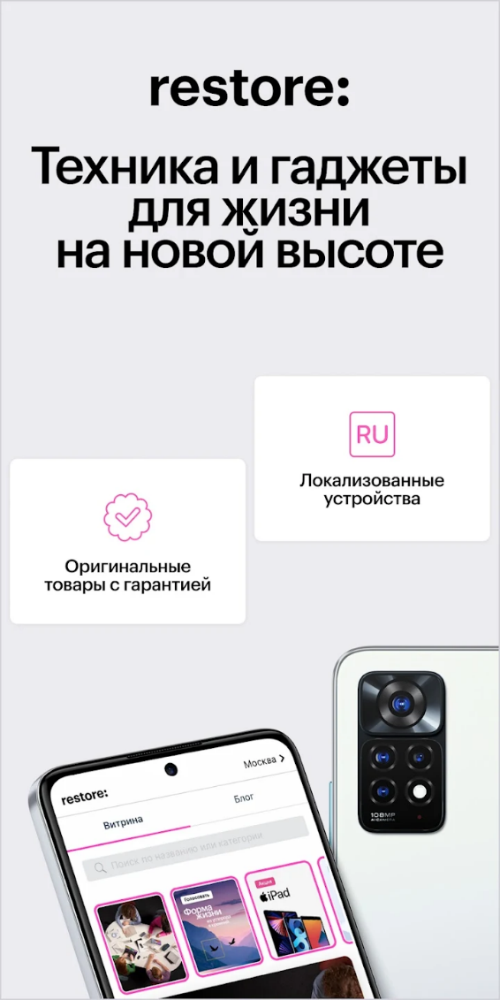 restore:
Техника и гаджеты
для жизни
на новой высоте
RU
Локализованные
устройства
Оригинальные
товары с гарантией
108MP
AI CAMERA
Москва
restore:
Витрина
Блог
Поиск по названию или категории
Голосовать
Форма
жизни
Акция
iPad